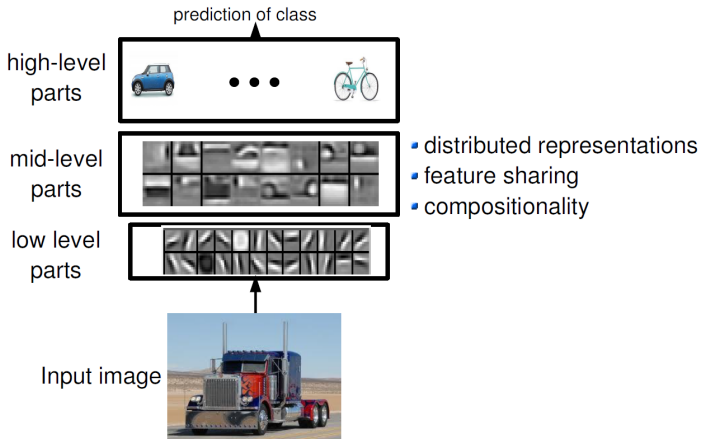 prediction of class
high-level
parts
mid-level
parts
distributed representations
feature sharing
compositionality
low level
parts
Input image